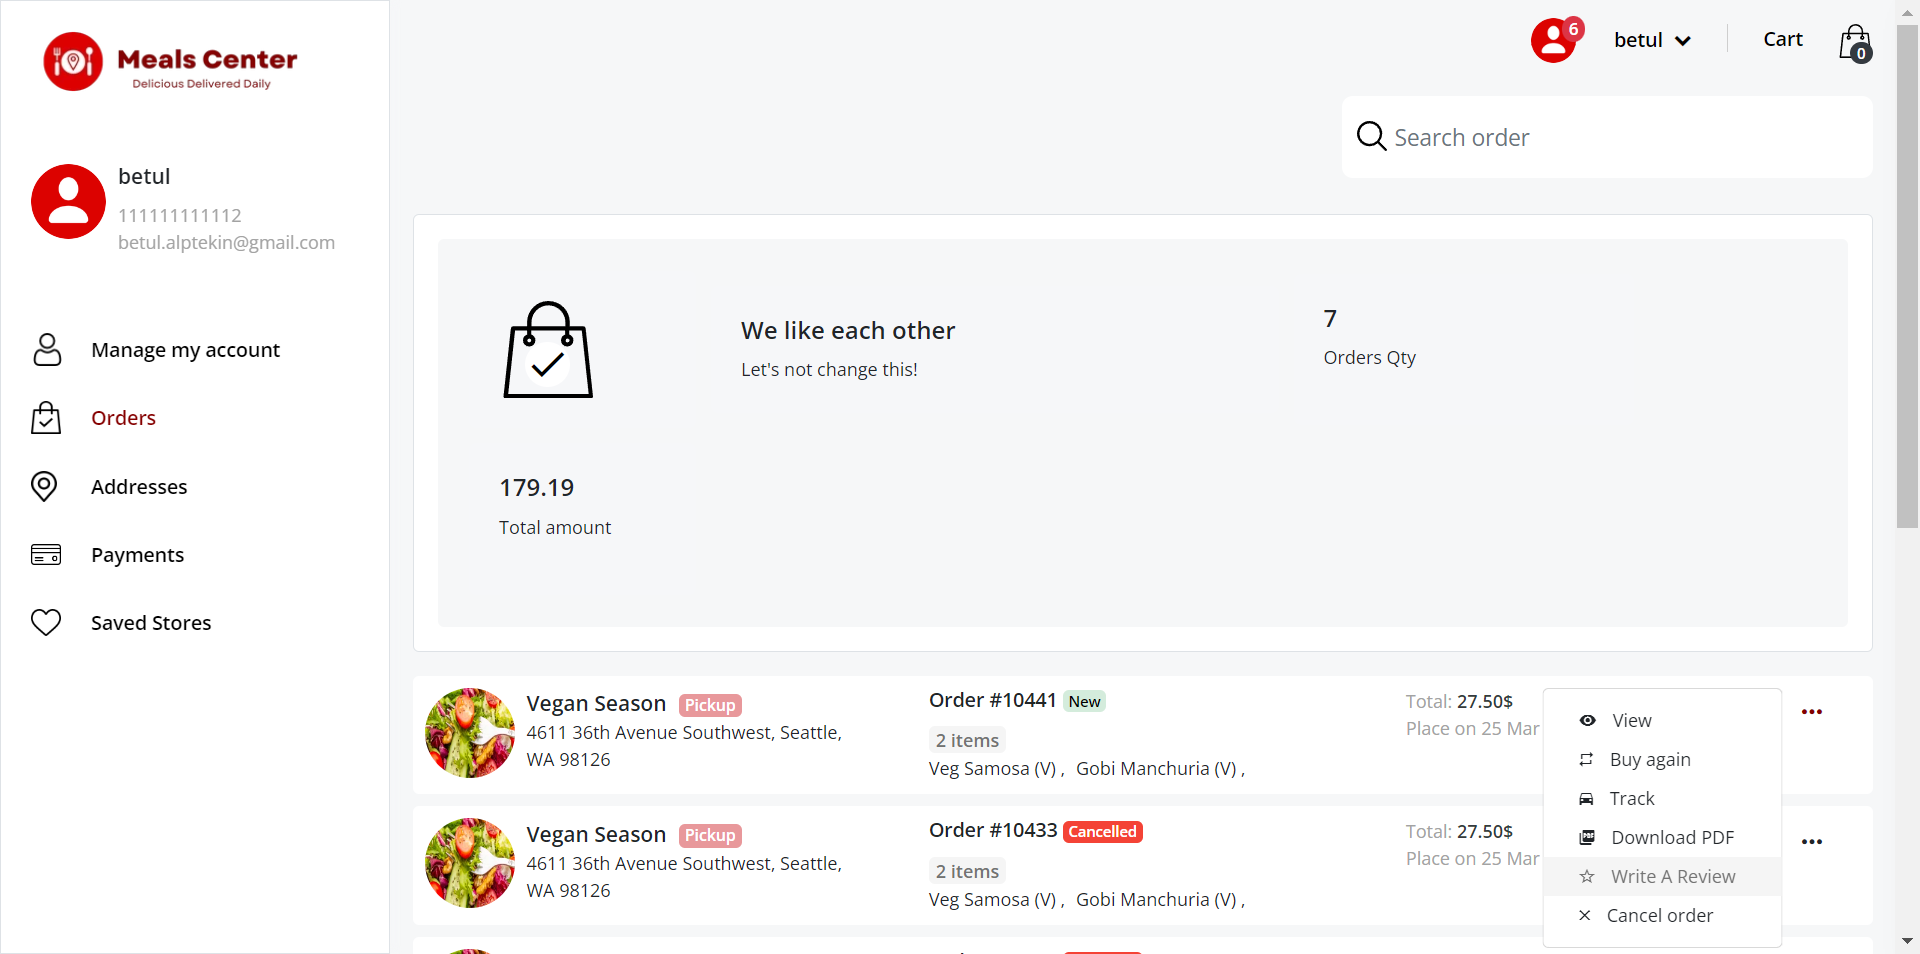 Meals Center
Delicious Delivered Daily
6
betul
Cart
0
Search order
betul
111111111112
betul.alptekin@gmail.com
Manage my account
Orders
Addresses
Payments
Saved Stores
We like each other
Let's not change this!
7
Orders Qty
179.19
Total amount
Vegan Season Pickup
4611 36th Avenue Southwest, Seattle,
WA 98126
Order #10441 New
2 items
Veg Samosa (V) , Gobi Manchuria (V) ,
Total: 27.50$
Place on 25 Mar
View
Buy again
Track
Download PDF
Write A Review
Cancel order
Vegan Season Pickup
4611 36th Avenue Southwest, Seattle,
WA 98126
Order #10433 Cancelled
2 items
Veg Samosa (V) , Gobi Manchuria (V) ,
Total: 27.50$
Place on 25 Mar